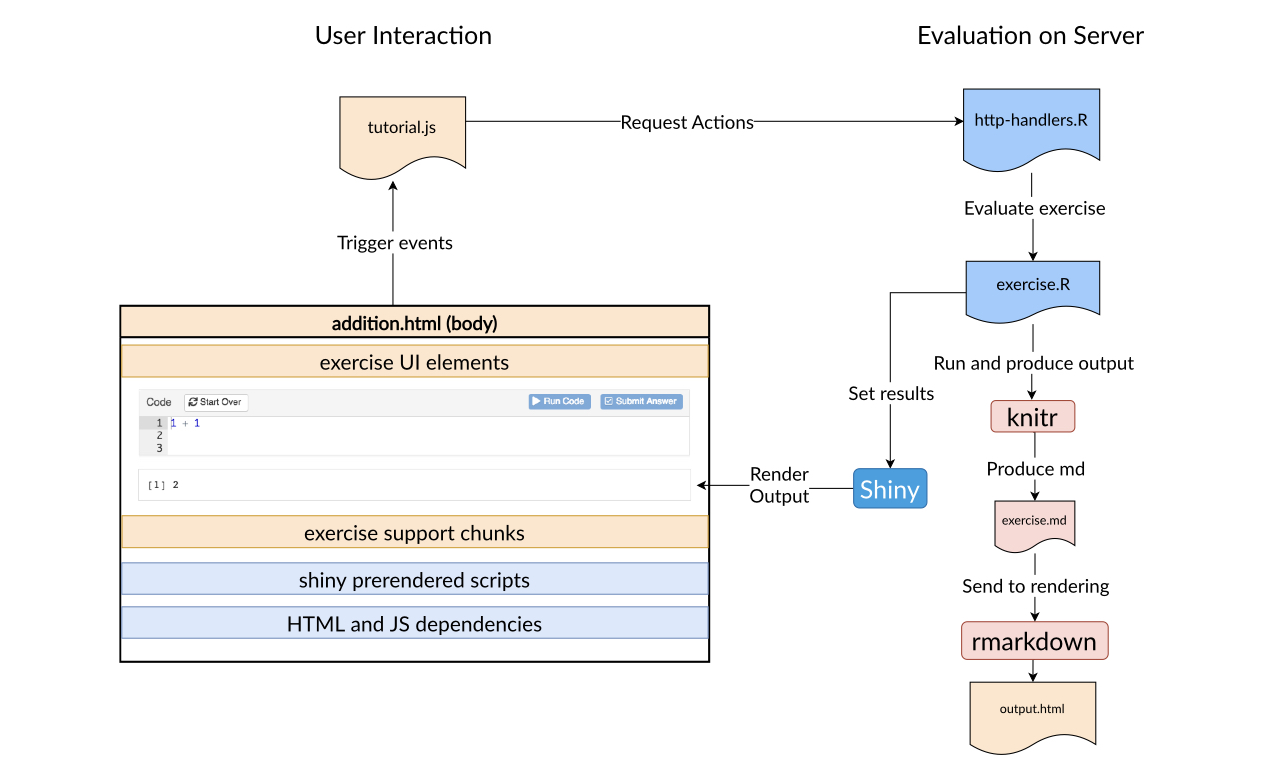 User Interaction
Evaluation on Server
tutorial.js
Request Actions
http-handlers.R
Evaluate exercise
Trigger events
exercise.R
addition.html (body)
exercise UI elements
Run and produce output
Code
Start Over
Run Code
Submit Answer
Set results
knitr
1 1 + 1
2
3
Produce md
Render
Output
[1] 2
Shiny
exercise.md
exercise support chunks
shiny prerendered scripts
Send to rendering
HTML and JS dependencies
rmarkdown
output.html